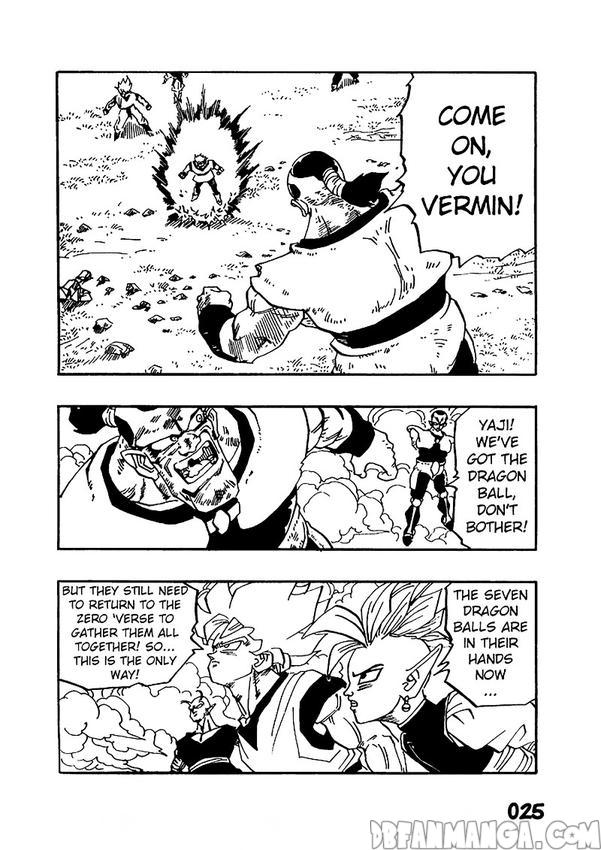 COME
ON,
YOU
VERMIN!
YAJI!
WE'VE
GOT THE
DRAGON
BALL,
DON'T
BOTHER!
BUT THEY STILL NEED
TO RETURN TO THE
ZERO 'VERSE TO
GATHER THEM ALL
TOGETHER! SO...
THIS IS THE ONLY
WAY!
THE SEVEN
DRAGON
BALLS ARE
IN THEIR
HANDS
NOW
...
025
DBFANMANGA.COM